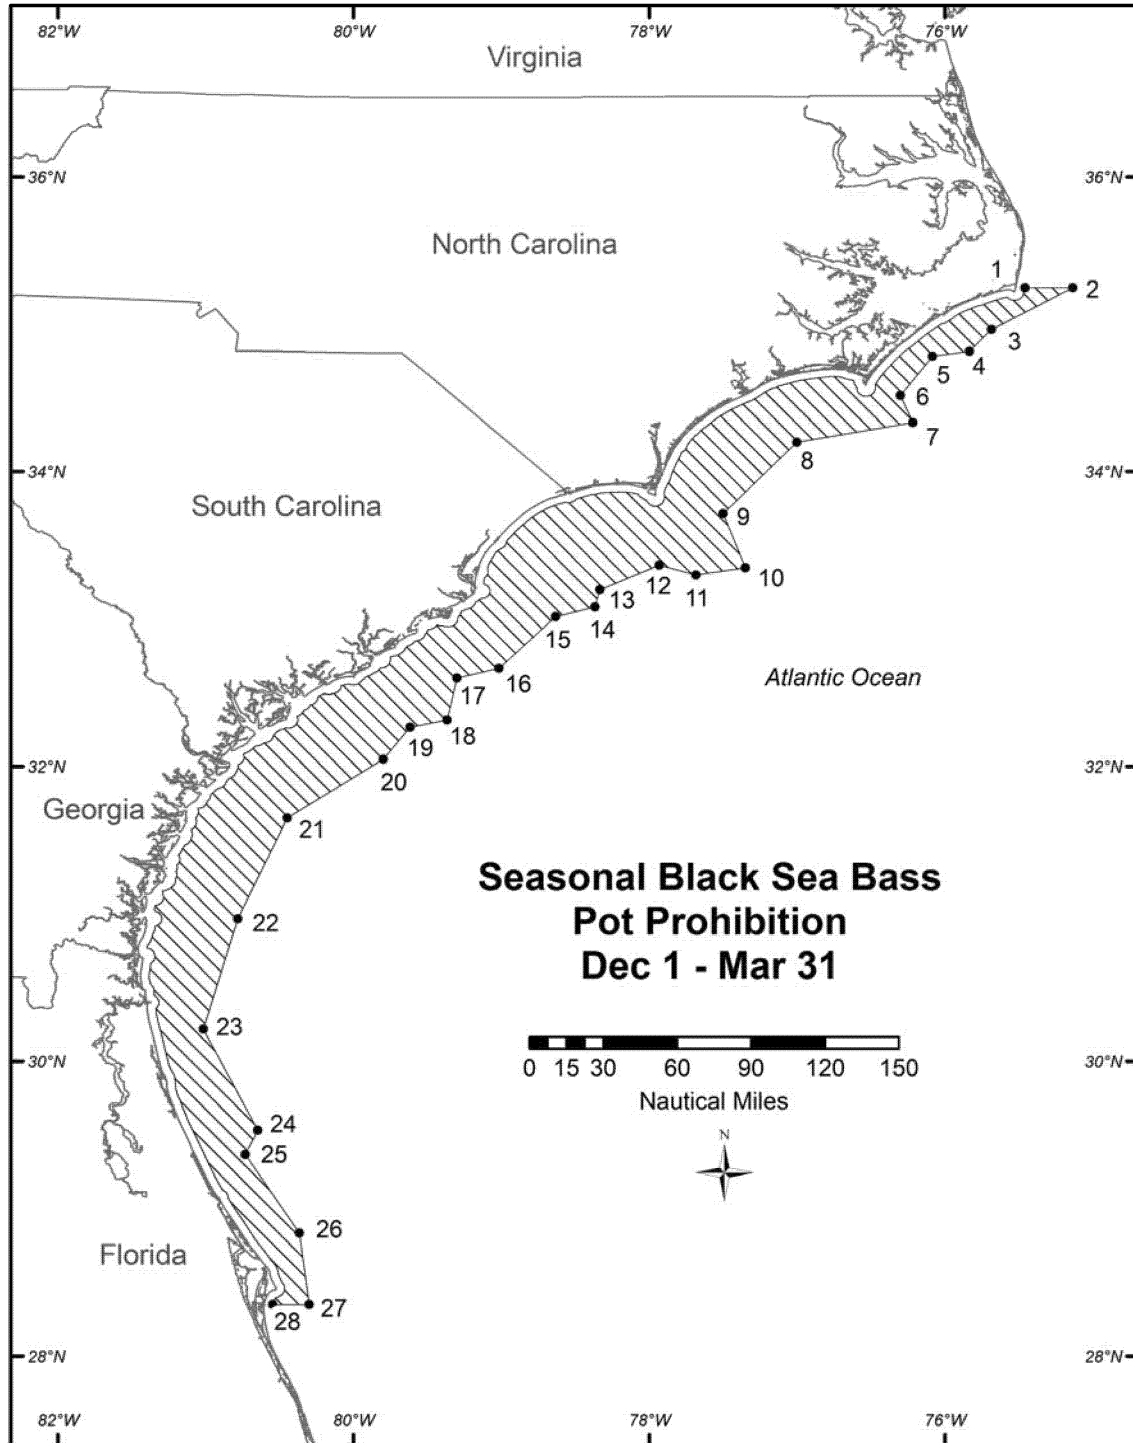 82°W 80°W 78°W 76°W
Virginia
36°N 36°N
North Carolina
1 2
3
4
5
6
7
8
34°N 34°N
South Carolina
9
10
11
12
13
14
15
16
Atlantic Ocean
17
18
19
20
32°N 32°N
Georgia
21
Seasonal Black Sea Bass
Pot Prohibition
Dec 1 - Mar 31
22
23
30°N 30°N
0 15 30 60 90 120 150
Nautical Miles
N
24
25
26
Florida
28 27
28°N 28°N
82°W 80°W 78°W 76°W